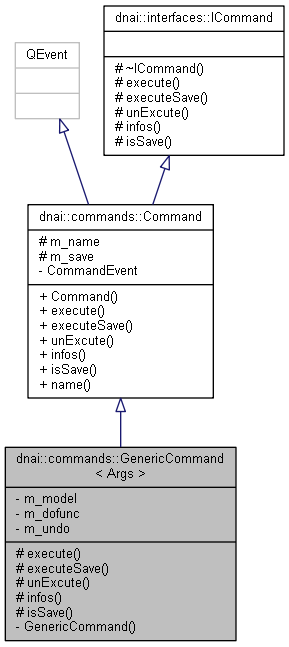 dnai::interfaces::ICommand
QEvent
# ~ICommand()
# execute()
# executeSave()
# unExcute()
# infos()
# isSave()
dnai::commands::Command
# m_name
# m_save
- CommandEvent
+ Command()
+ execute()
+ executeSave()
+ unExcute()
+ infos()
+ isSave()
+ name()
dnai::commands::GenericCommand
< Args >
- m_model
- m_dofunc
- m_undo
# execute()
# executeSave()
# unExcute()
# infos()
# isSave()
- GenericCommand()